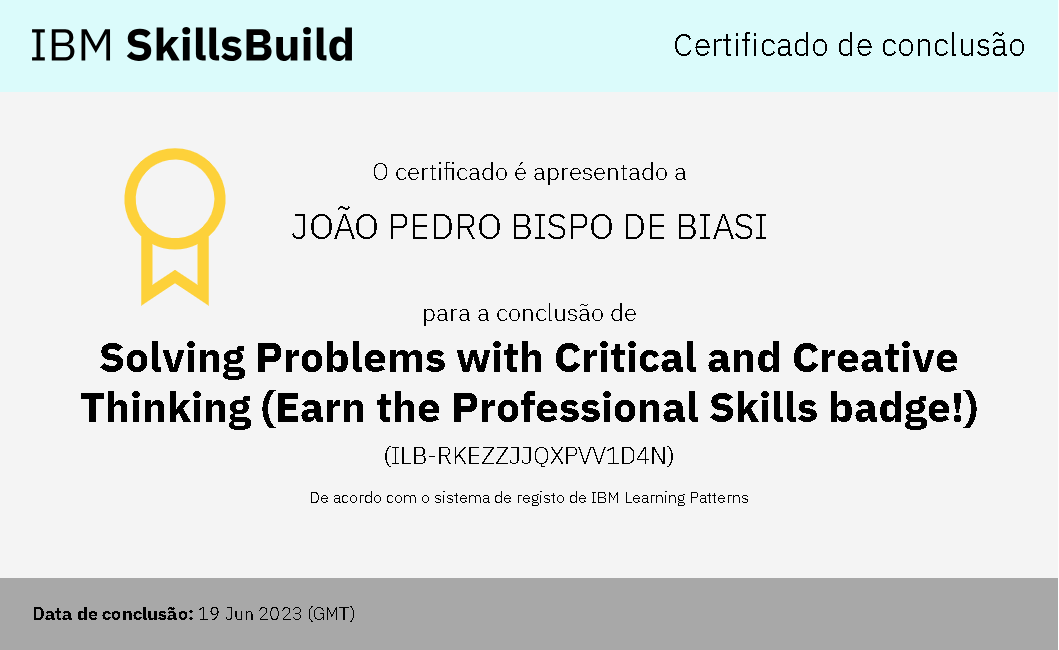 IBM SkillsBuild
Certificado de conclusão
O certificado é apresentado a
JOÃO PEDRO BISPO DE BIASI
para a conclusão de
Solving Problems with Critical and Creative
Thinking (Earn the Professional Skills badge!)
(ILB-RKEZZJJQXPVV1D4N)
De acordo com o sistema de registo de IBM Learning Patterns
Data de conclusão: 19 Jun 2023 (GMT)